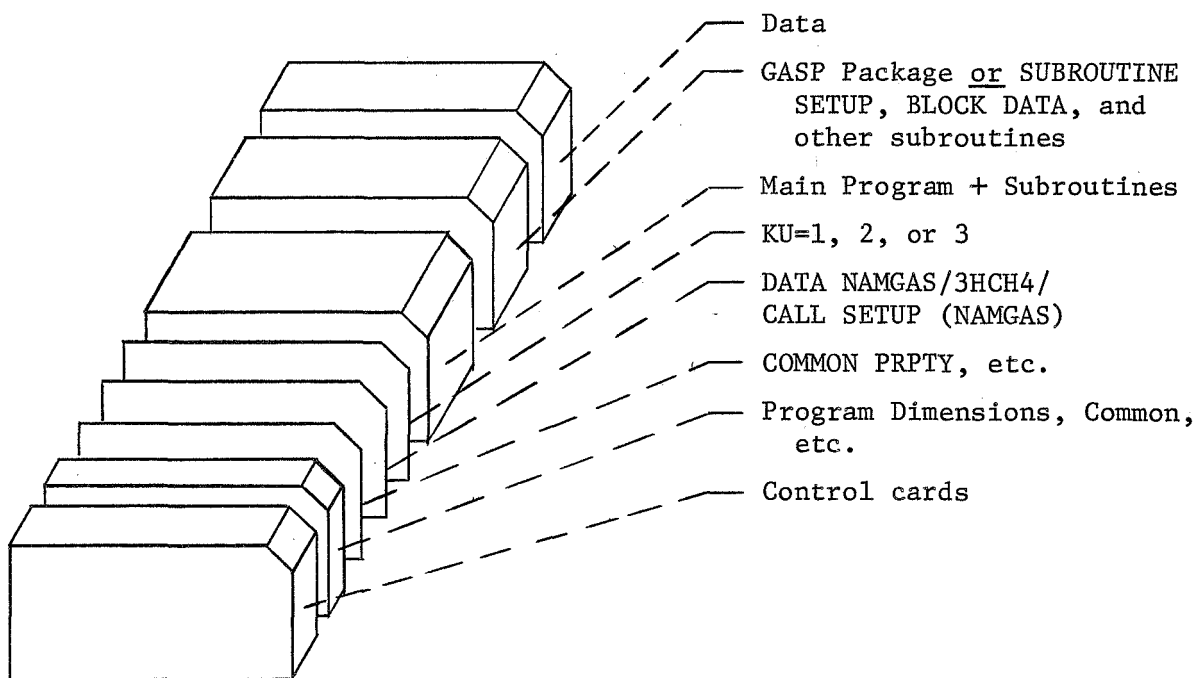 Data
GASP Package or SUBROUTINE
SETUP, BLOCK DATA, and
other subroutines
Main Program + Subroutines
KU=1, 2, or 3
DATA NAMGAS/3HCH4/
CALL SETUP (NAMGAS)
COMMON PRPTY, etc.
Program Dimensions, Common,
etc.
Control cards